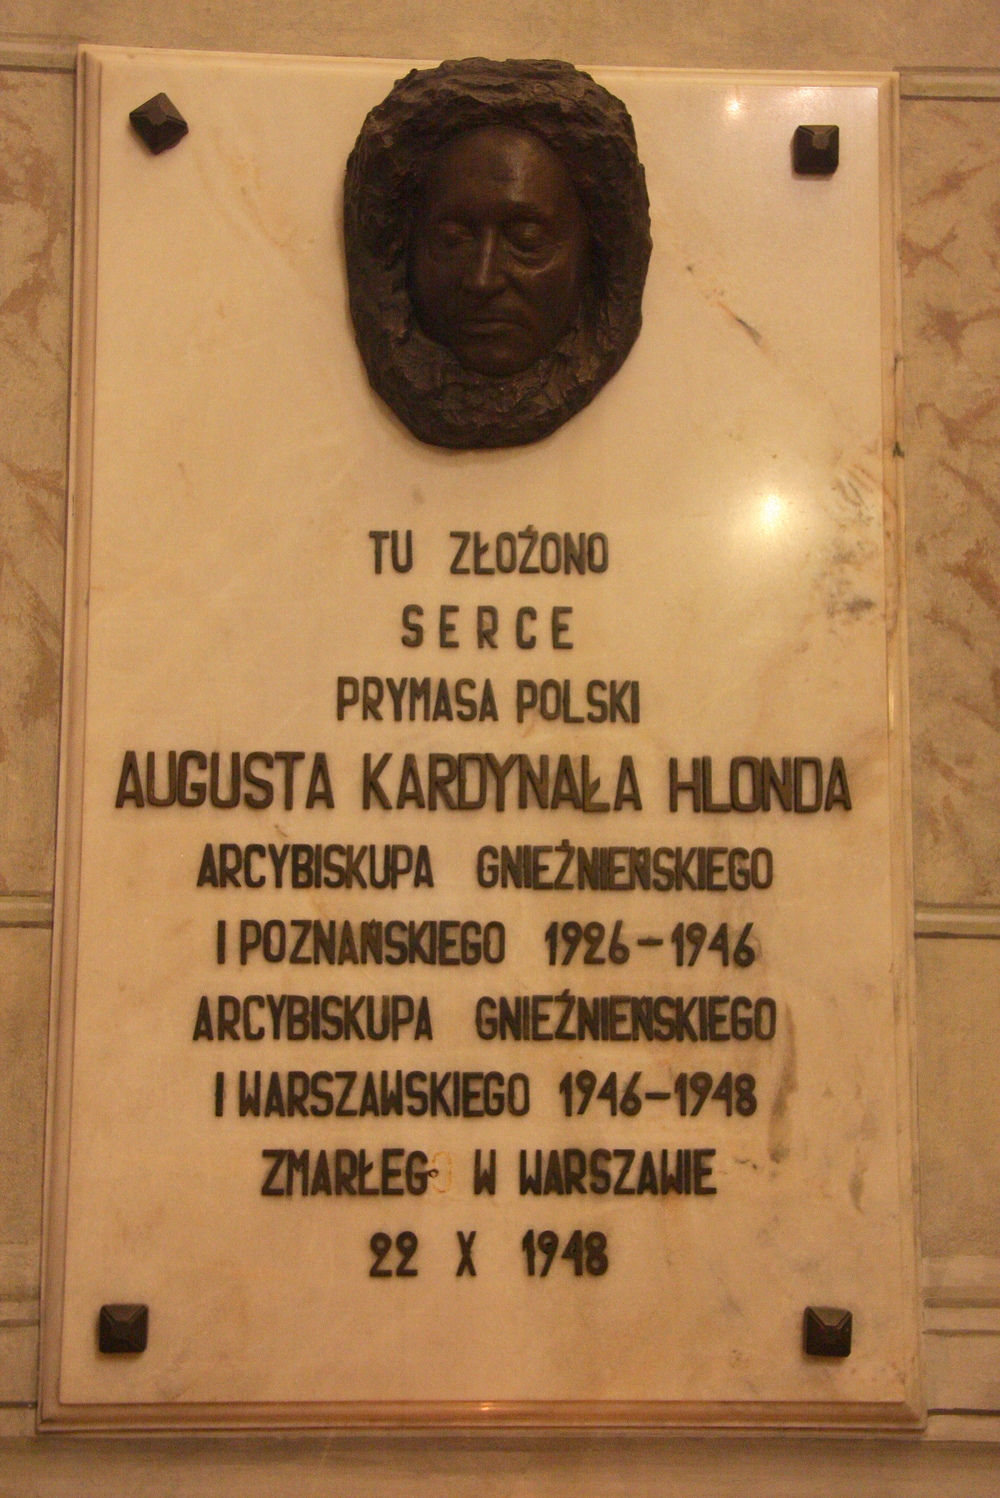 TU ZŁOŻONO
SERCE
PRYMASA POLSKI
AUGUSTA KARDYNAŁA HLONDA
ARCYBISKUPA GNIEŹNIEŃSKIEGO
I POZNAŃSKIEGO 1926-1946
ARCYBISKUPA GNIEŹNIEŃSKIEGO
I WARSZAWSKIEGO 1946-1948
ZMARŁEGO W WARSZAWIE
22 X 1948